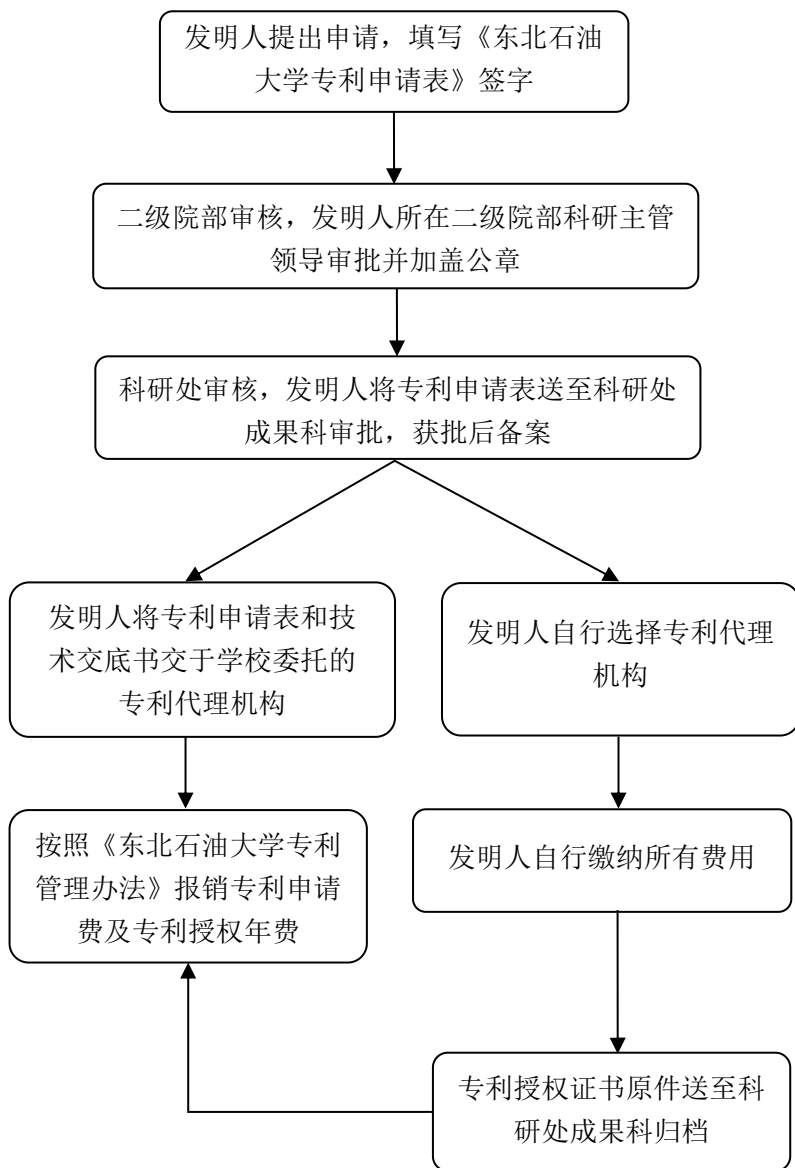 发明人提出申请，填写《东北石油
大学专利申请表》签字
二级院部审核，发明人所在二级院部科研主管
领导审批并加盖公章
科研处审核，发明人将专利申请表送至科研处
成果科审批，获批后备案
发明人将专利申请表和技
术交底书交于学校委托的
专利代理机构
发明人自行选择专利代理
机构
按照《东北石油大学专利
管理办法》报销专利申请
费及专利授权年费
发明人自行缴纳所有费用
专利授权证书原件送至科
研处成果科归档